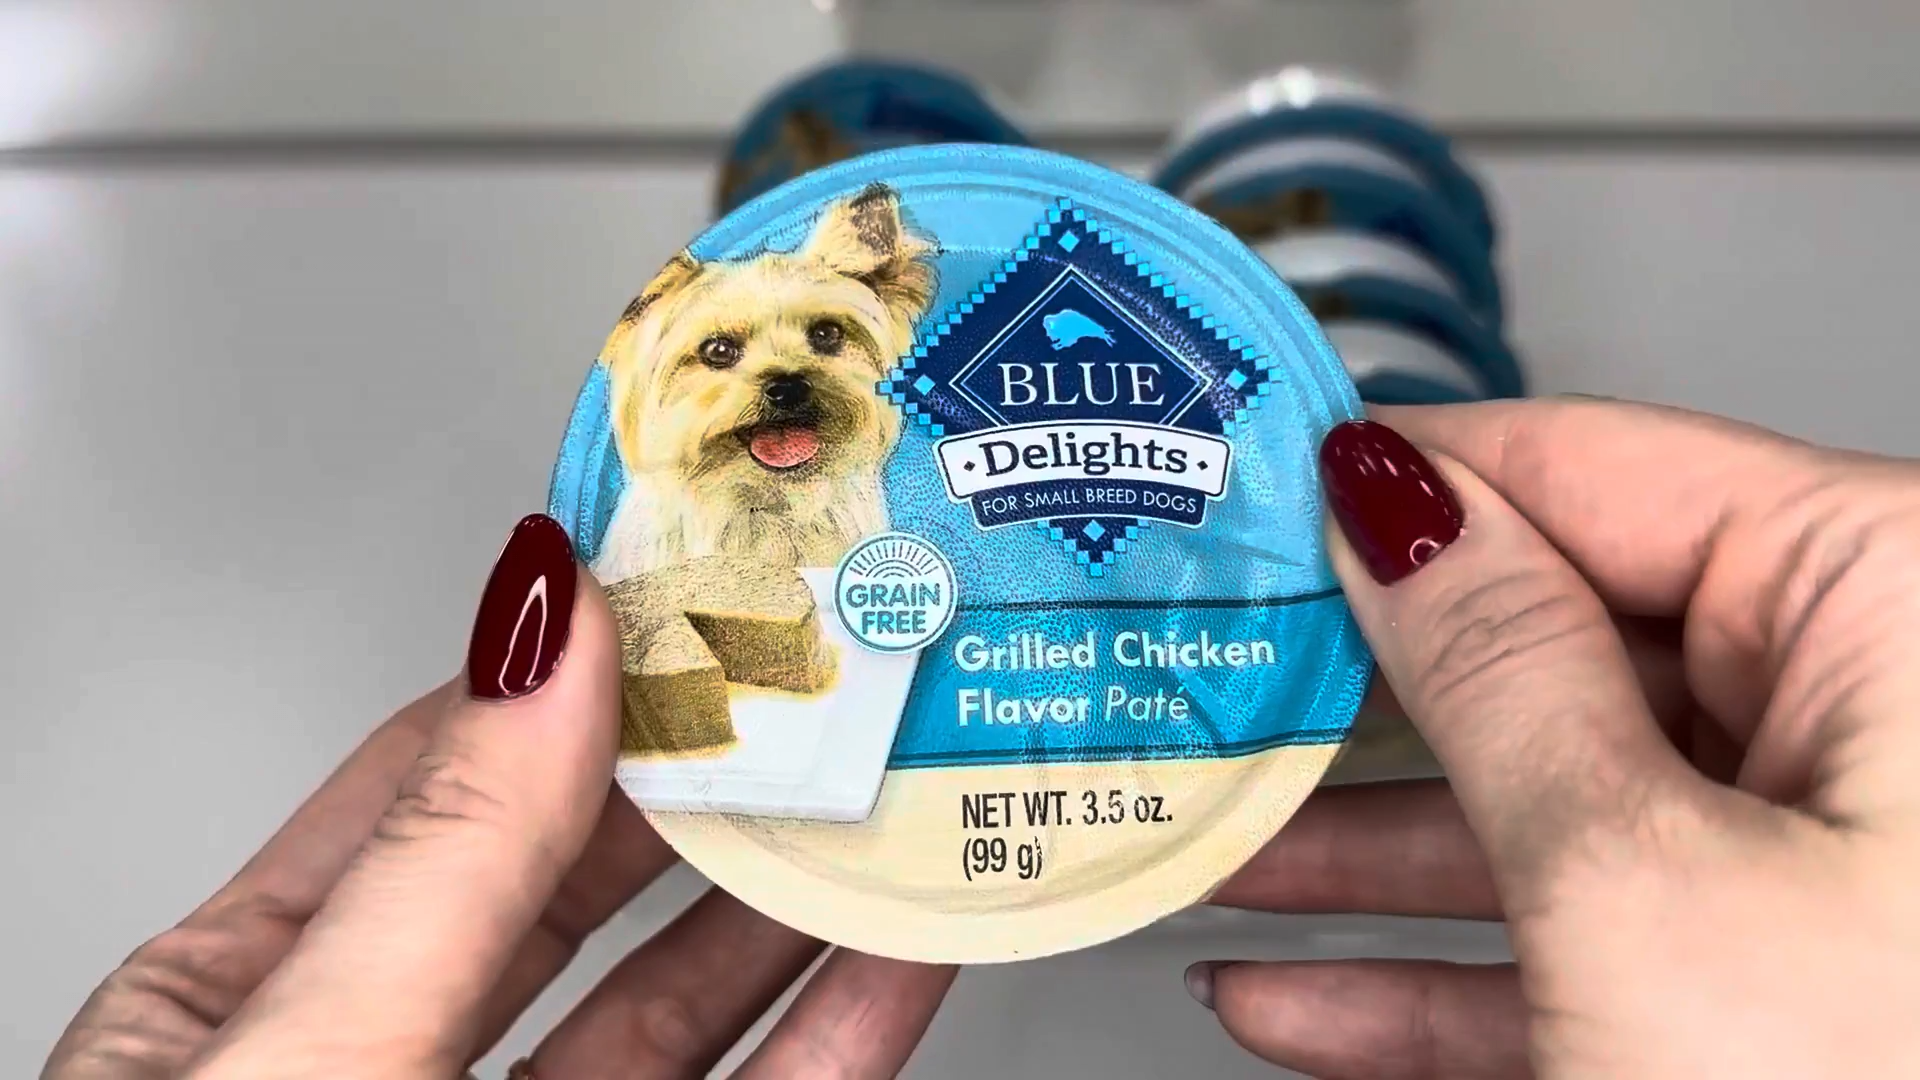 BLUE
Delights
FOR SMALL BREED DOGS
GRAIN
FREE
Grilled Chicken
Flavor Paté
NET WT. 3.5 oz.
(99 g)